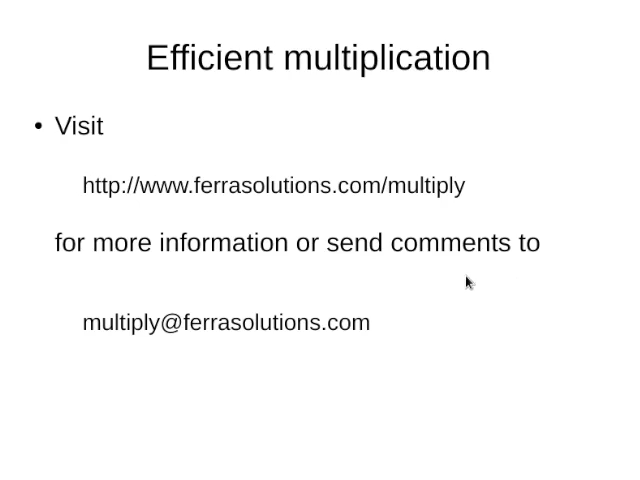 Efficient multiplication
• Visit
http://www.ferrasolutions.com/multiply
for more information or send comments to
multiply@ferrasolutions.com